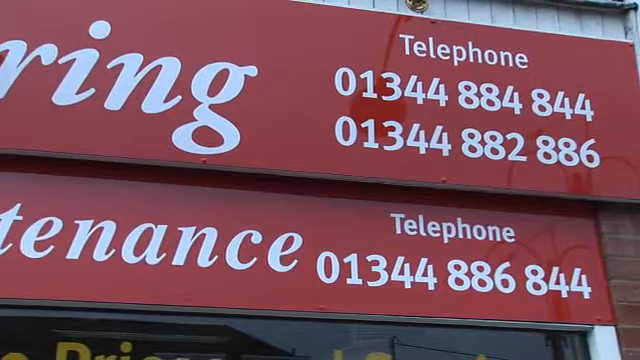 ring
Telephone
01344 884 844
01344 882 886
tenance
Telephone
01344 886 844